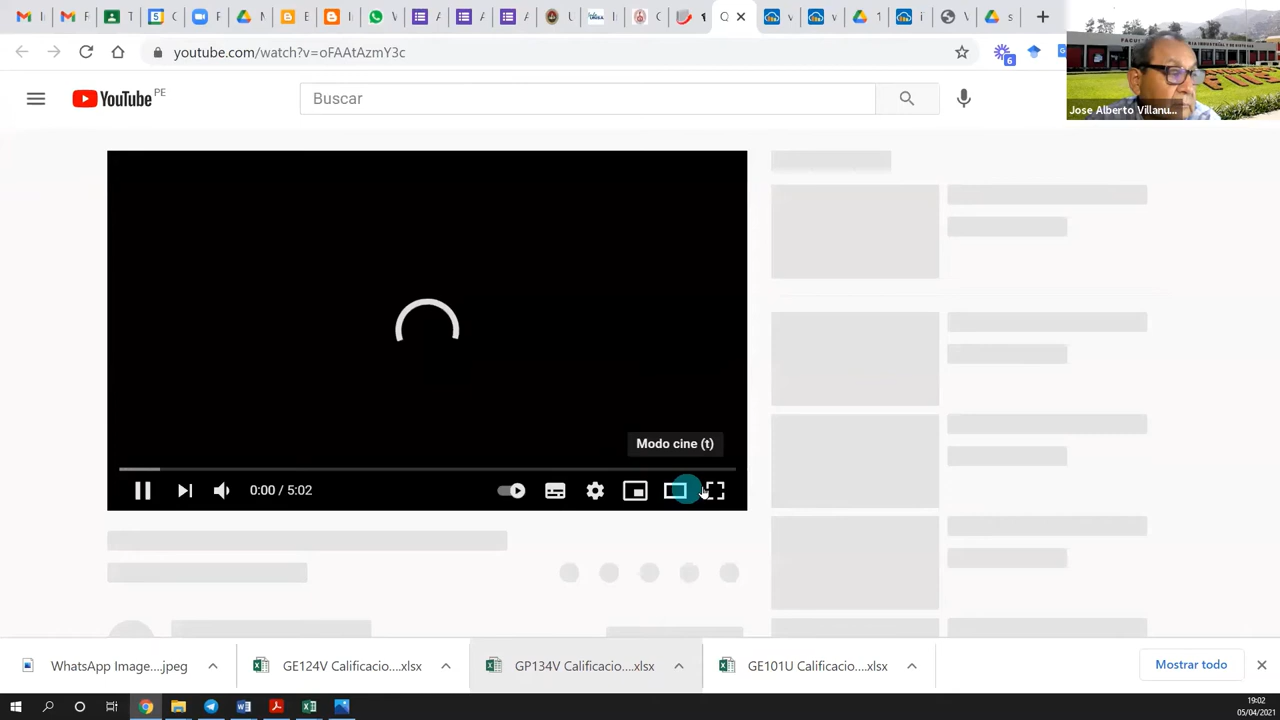 youtube.com/watch?v=oFAAtAzmY3c
6
YouTube PE
Buscar
Jose Alberto Villanu...
Modo cine (t)
0:00 / 5:02
WhatsApp Image....jpeg
GE124V Calificacio....xlsx
GP134V Calificacio....xlsx
GE101U Calificacio....xlsx
Mostrar todo
19:02
05/04/2021